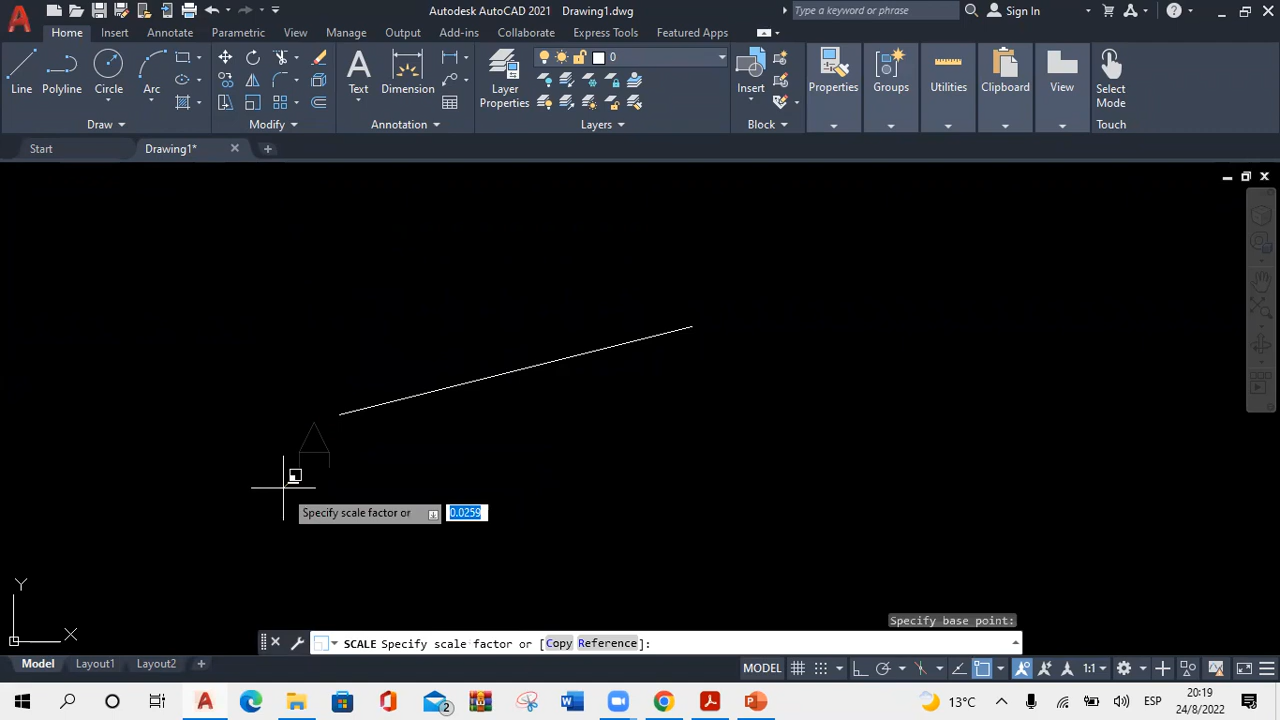 Autodesk AutoCAD 2021 Drawing1.dwg
Type a keyword or phrase
Sign In
Home Insert Annotate Parametric View Manage Output Add-ins Collaborate Express Tools Featured Apps
Line Polyline Circle Arc
Text Dimension
Layer Properties
0
Insert
Properties Groups Utilities Clipboard View
Select Mode
Draw Modify Annotation Layers Block Touch
Start Drawing1*
Specify scale factor or 0.0259
Y
X
Specify base point:
SCALE Specify scale factor or [Copy Reference]:
Model Layout1 Layout2
MODEL 1:1
2
13°C
ESP
20:19
24/8/2022